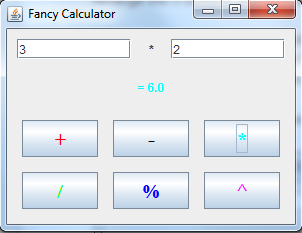 Fancy Calculator
3 * 2
= 6.0
+ - *
/ % ^